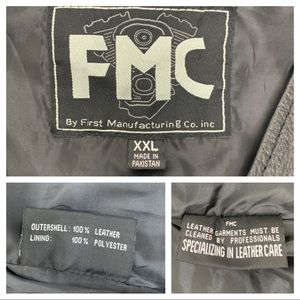 FMC
By First Manufacturing Co. inc
XXL
MADE IN
PAKISTAN
OUTERSHELL: 100% LEATHER
LINING: 100% POLYESTER
FMC
LEATHER GARMENTS MUST BE
CLEANED BY PROFESSIONALS
SPECIALIZING IN LEATHER CARE